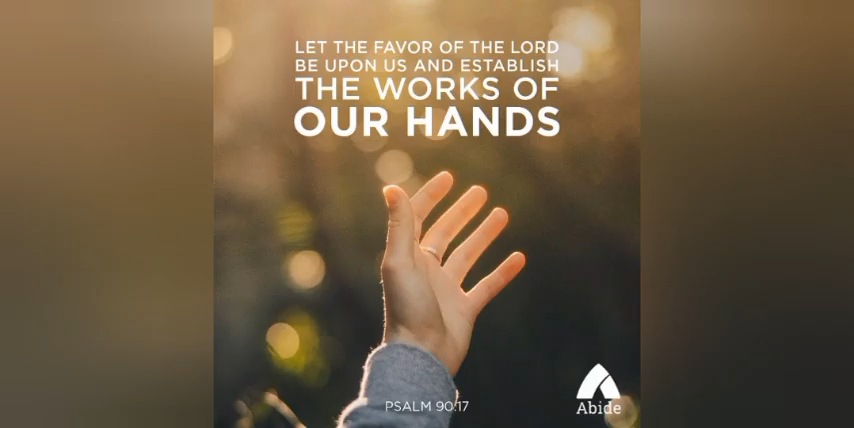 LET THE FAVOR OF THE LORD
BE UPON US AND ESTABLISH
THE WORKS OF
OUR HANDS
PSALM 90:17
Abide